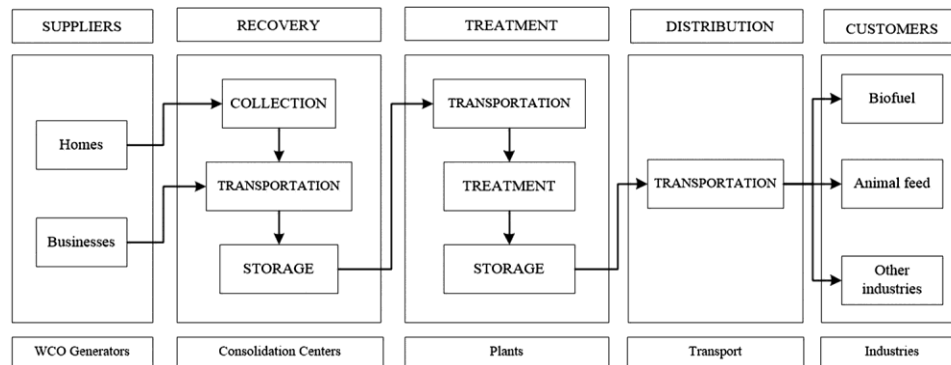 SUPPLIERS
RECOVERY
TREATMENT
DISTRIBUTION
CUSTOMERS
Homes
Businesses
COLLECTION
TRANSPORTATION
STORAGE
TRANSPORTATION
TREATMENT
STORAGE
TRANSPORTATION
Biofuel
Animal feed
Other
industries
WCO Generators
Consolidation Centers
Plants
Transport
Industries